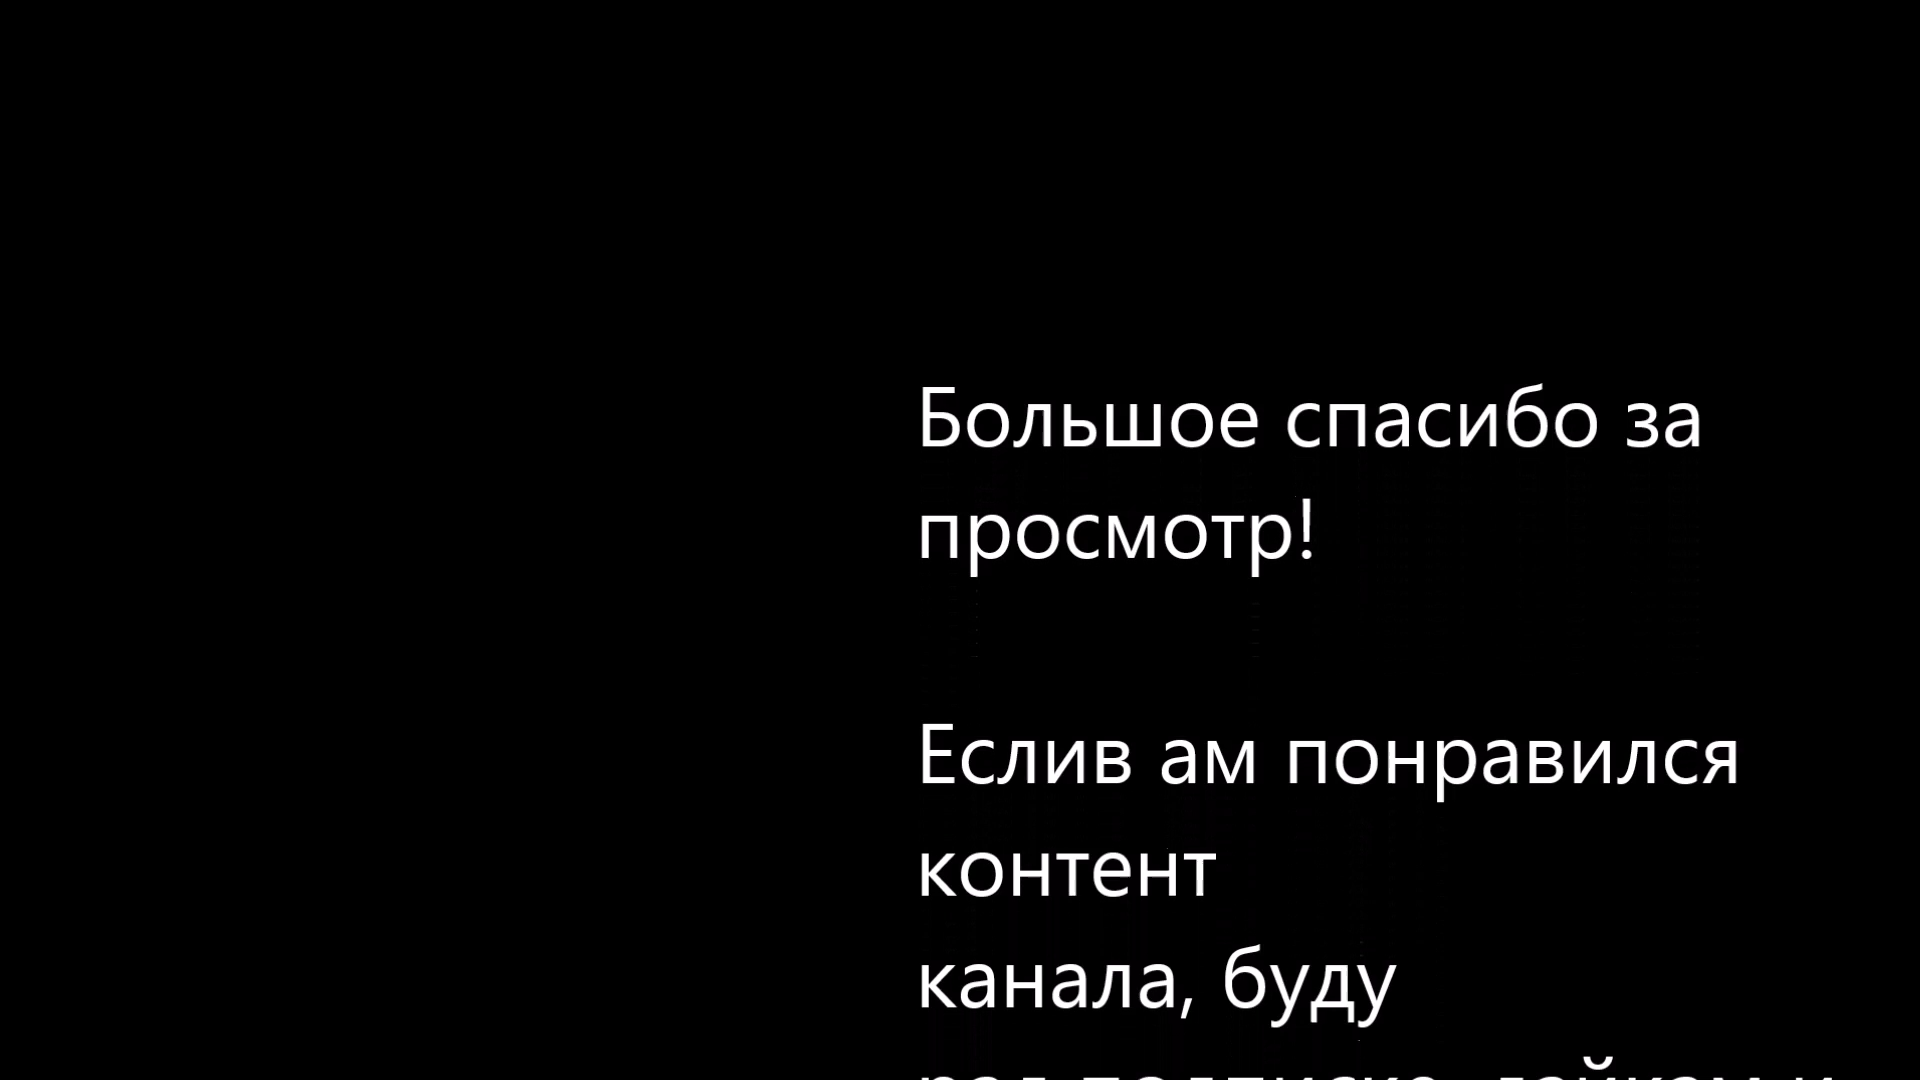 Большое спасибо за
просмотр!
Еслив ам понравился
контент
канала, буду